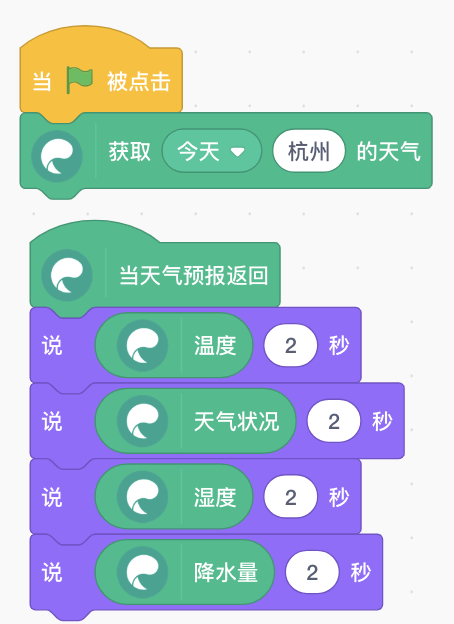 当 被点击
获取 今天 杭州 的天气
当天气预报返回
说 温度 2 秒
说 天气状况 2 秒
说 湿度 2 秒
说 降水量 2 秒